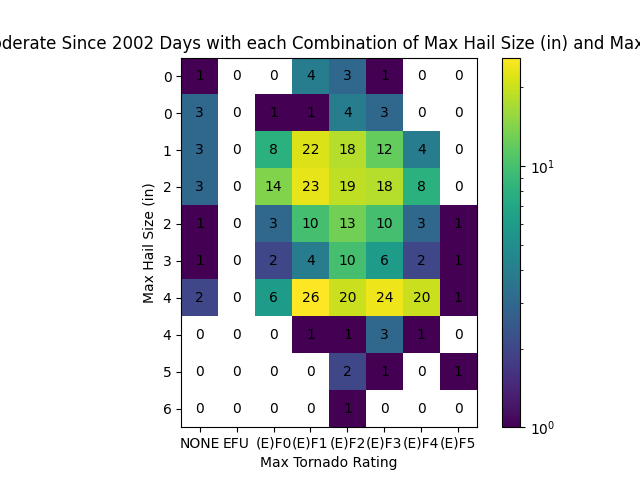 oderate Since 2002 Days with each Combination of Max Hail Size (in) and Max
0 1 0 0 4 3 1 0 0
0 3 0 1 1 4 3 0 0
1 3 0 8 22 18 12 4 0
2 3 0 14 23 19 18 8 0
2 1 0 3 10 13 10 3 1
3 1 0 2 4 10 6 2 1
4 2 0 6 26 20 24 20 1
4 0 0 0 1 1 3 1 0
5 0 0 0 0 2 1 0 1
6 0 0 0 0 1 0 0 0
NONE EFU (E)F0 (E)F1 (E)F2 (E)F3 (E)F4 (E)F5
Max Tornado Rating
Max Hail Size (in)
10¹
10⁰